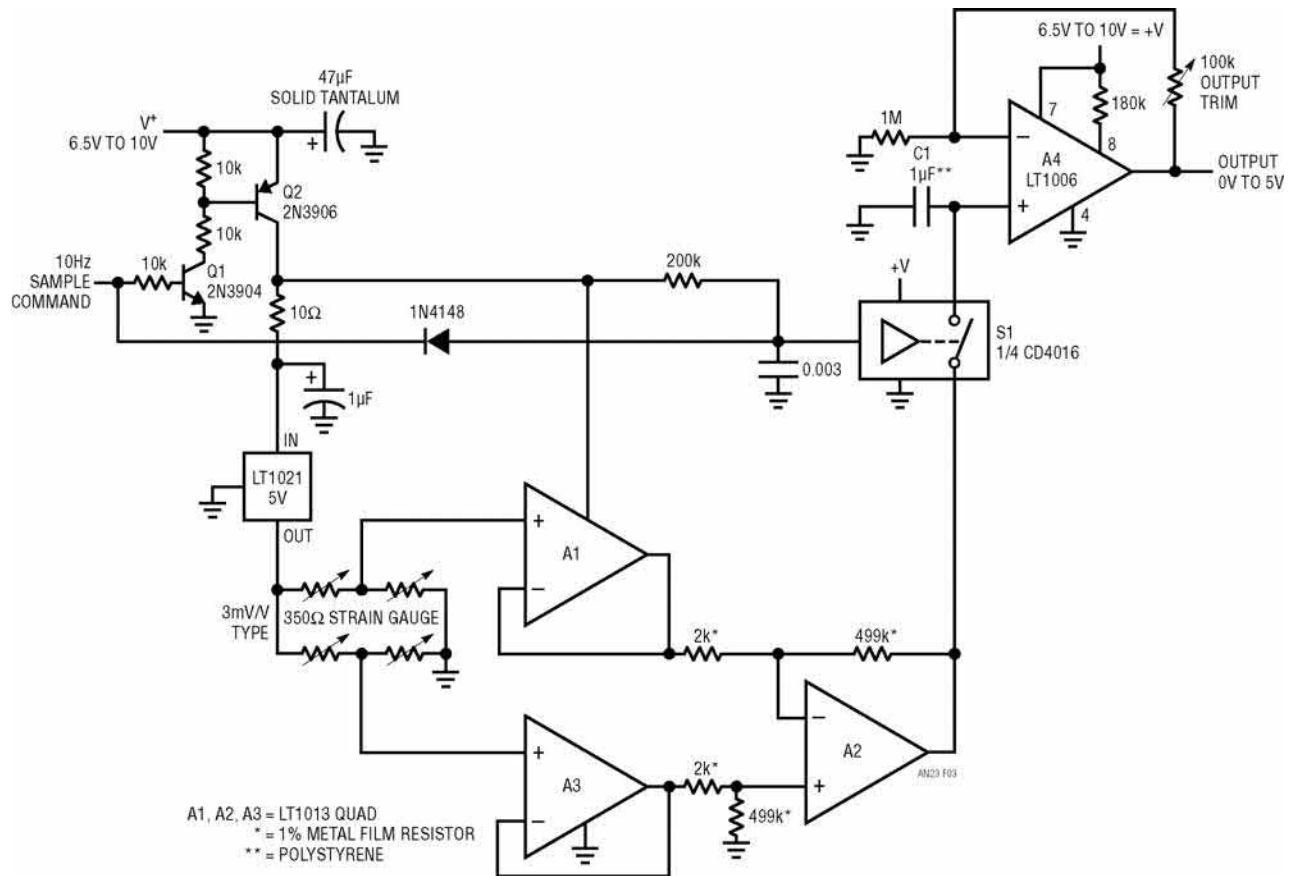 47µF
SOLID TANTALUM
V+
6.5V TO 10V
+
10k
Q2
2N3906
10k
10Hz
SAMPLE
COMMAND
10k
Q1
2N3904
10Ω
1N4148
200k
0.003
+
1µF
IN
LT1021
5V
OUT
3mV/V
TYPE
350Ω STRAIN GAUGE
6.5V TO 10V = +V
100k
OUTPUT
TRIM
180k
7
8
1M
C1
1µF**
−
+
A4
LT1006
4
OUTPUT
0V TO 5V
+V
S1
1/4 CD4016
+
−
A1
2k*
499k*
+
−
A3
2k*
499k*
−
+
A2
AN23 F03
A1, A2, A3 = LT1013 QUAD
* = 1% METAL FILM RESISTOR
** = POLYSTYRENE